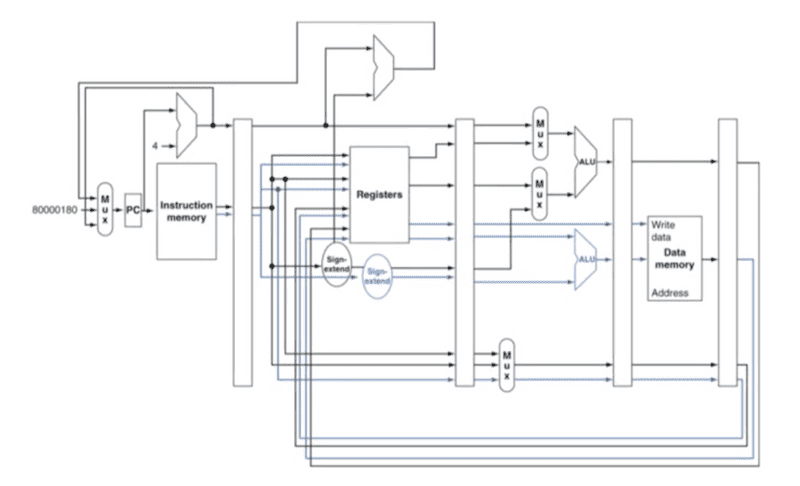 M
u
x
ALU
4
M
u
x
Registers
M
u
x
80000180
PC
Instruction
memory
Write
data
Data
memory
Address
ALU
Sign-
extend
Sign-
extend
M
u
x